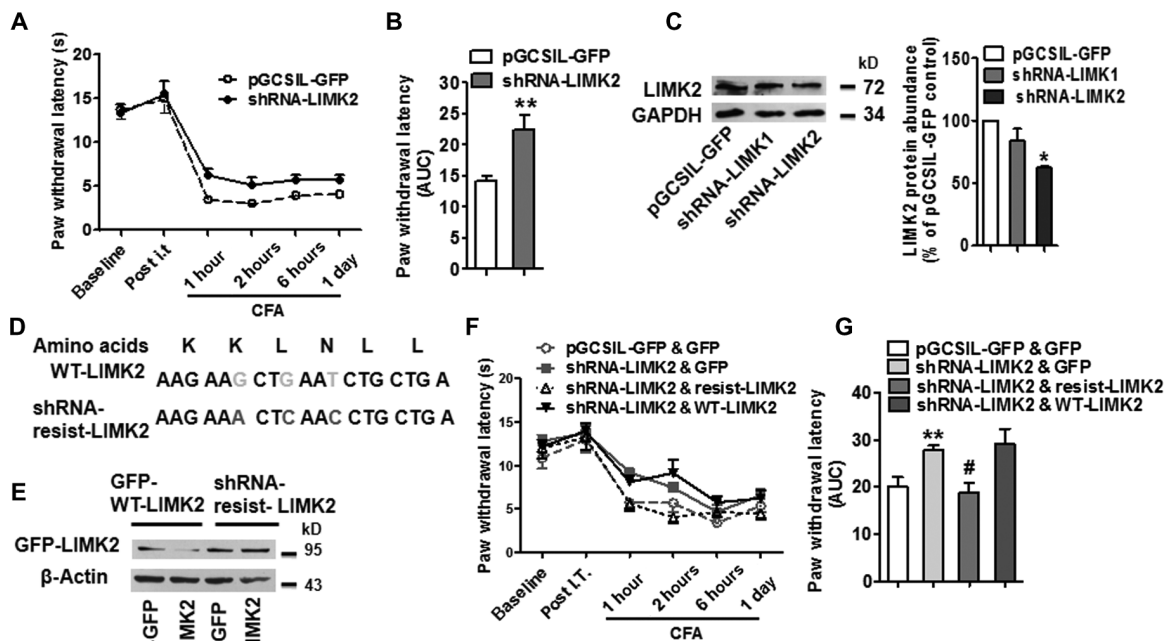 A
Paw withdrawal latency (s)
20
15
10
5
0
pGCSIL-GFP
shRNA-LIMK2
Baseline
Post I.t
1 hour
2 hours
6 hours
1 day
CFA
B
pGCSIL-GFP
shRNA-LIMK2
Paw withdrawal latency
(AUC)
30
25
20
15
10
5
0
**
C
kD
LIMK2
72
GAPDH
34
pGCSIL-GFP
shRNA-LIMK1
shRNA-LIMK2
pGCSIL-GFP
shRNA-LIMK1
shRNA-LIMK2
LIMK2 protein abundance
(% of pGCSIL-GFP control)
150
100
50
0
*
D
Amino acids K K L N L L
WT-LIMK2
AAG AAG CTG AAT CTG CTG A
shRNA-
resist-LIMK2
AAG AAA CTC AAC CTG CTG A
E
GFP-
WT-LIMK2
shRNA-
resist-LIMK2
kD
GFP-LIMK2
95
β-Actin
43
GFP
MK2
GFP
IMK2
F
pGCSIL-GFP & GFP
shRNA-LIMK2 & GFP
shRNA-LIMK2 & resist-LIMK2
shRNA-LIMK2 & WT-LIMK2
Paw withdrawal latency (s)
20
15
10
5
0
Baseline
Post I.T.
1 hour
2 hours
6 hours
1 day
CFA
G
pGCSIL-GFP & GFP
shRNA-LIMK2 & GFP
shRNA-LIMK2 & resist-LIMK2
shRNA-LIMK2 & WT-LIMK2
Paw withdrawal latency
(AUC)
40
30
20
10
0
**
#